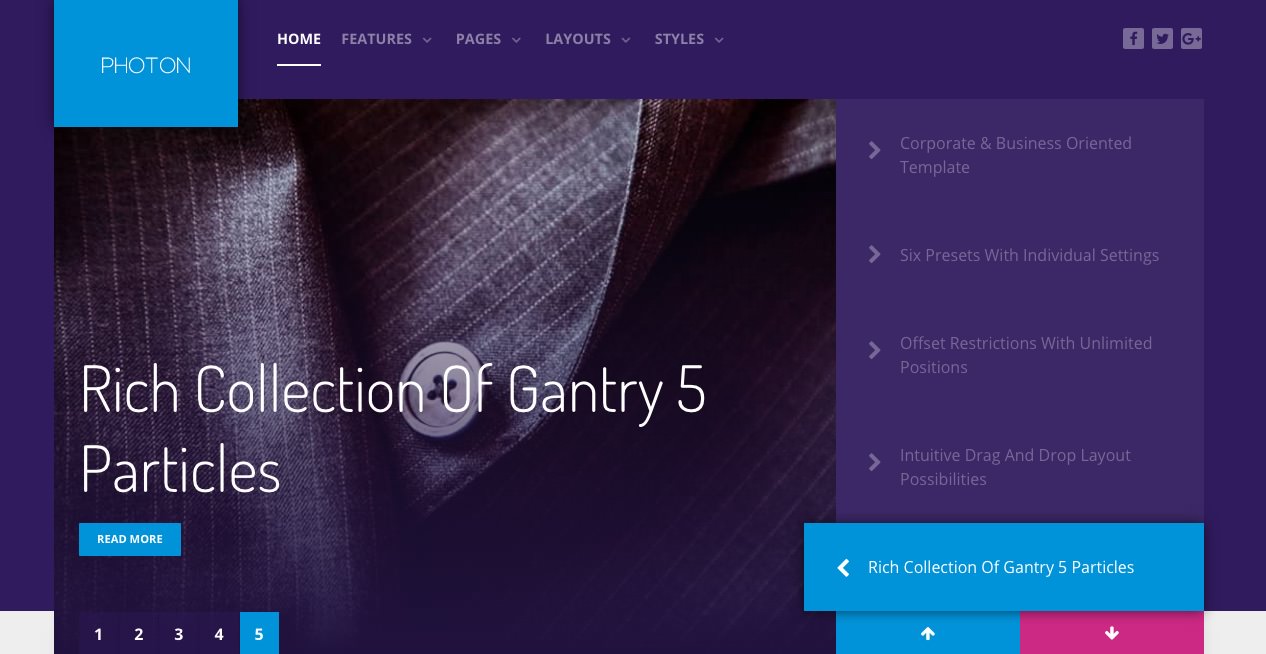 PHOTON
HOME FEATURES PAGES LAYOUTS STYLES
Corporate & Business Oriented
Template
Six Presets With Individual Settings
Offset Restrictions With Unlimited
Positions
Intuitive Drag And Drop Layout
Possibilities
Rich Collection Of Gantry 5 Particles
Rich Collection Of Gantry 5
Particles
READ MORE
1 2 3 4 5